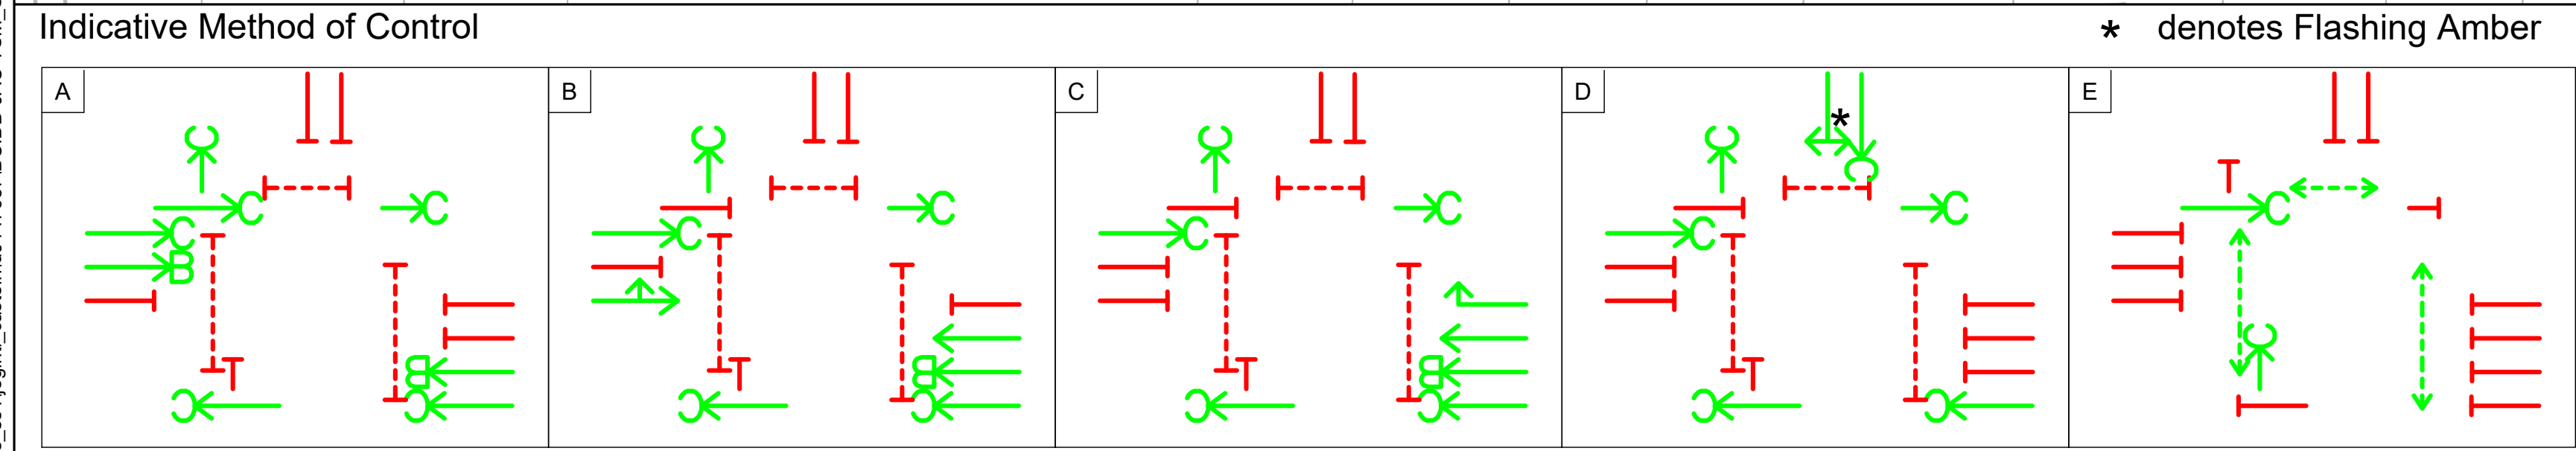 Indicative Method of Control
* denotes Flashing Amber
A B C D E
C C C C *
C C C C C C C C C
C C C C
B
C
B B B
C C C C C C C C